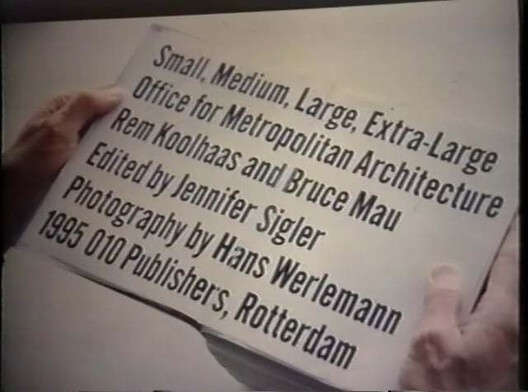 Small, Medium, Large, Extra-Large
Office for Metropolitan Architecture
Rem Koolhaas and Bruce Mau
Edited by Jennifer Sigler
Photography by Hans Werlemann
1995 010 Publishers, Rotterdam